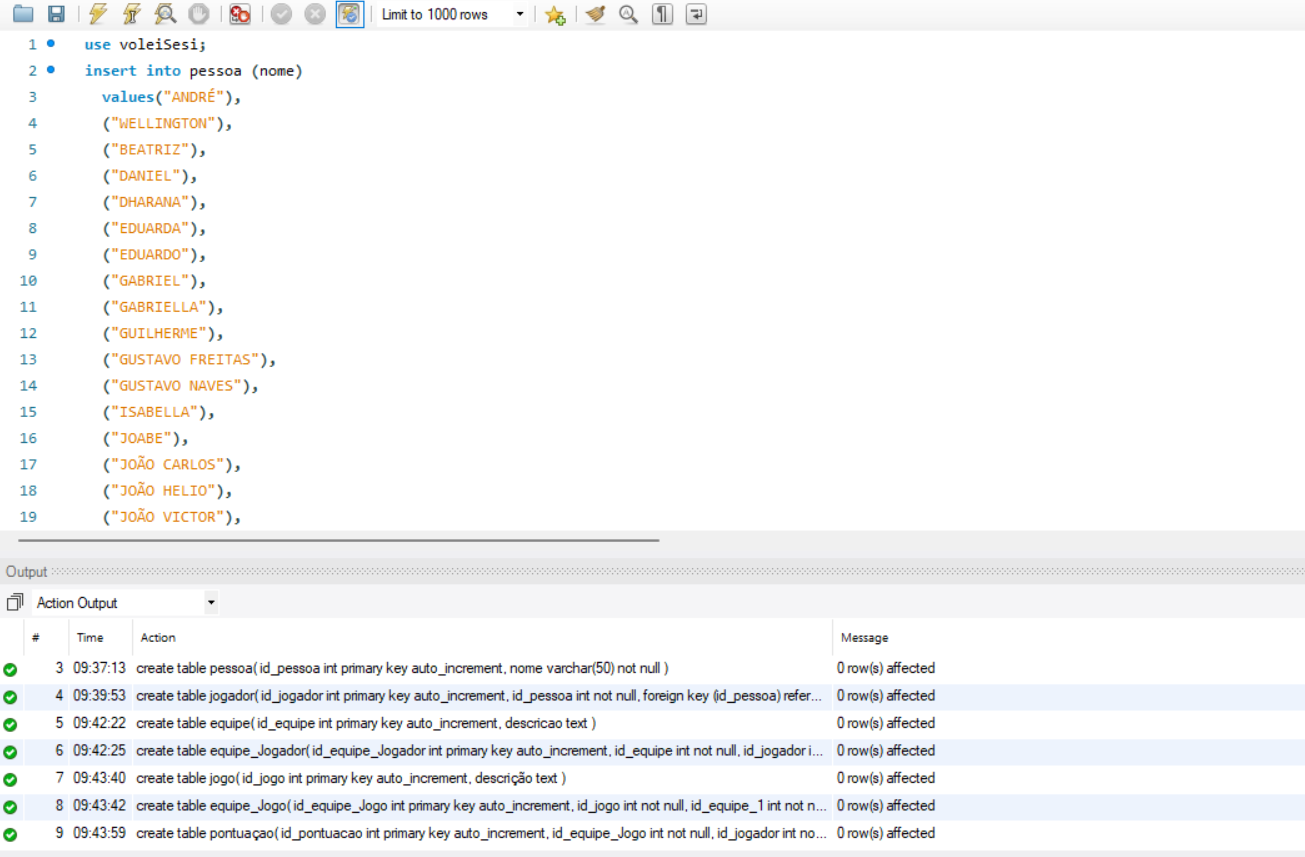 Limit to 1000 rows
1 use voleiSesi;
2 insert into pessoa (nome)
3 values("ANDRÉ"),
4 ("WELLINGTON"),
5 ("BEATRIZ"),
6 ("DANIEL"),
7 ("DHARANA"),
8 ("EDUARDA"),
9 ("EDUARDO"),
10 ("GABRIEL"),
11 ("GABRIELLA"),
12 ("GUILHERME"),
13 ("GUSTAVO FREITAS"),
14 ("GUSTAVO NAVES"),
15 ("ISABELLA"),
16 ("JOABE"),
17 ("JOÃO CARLOS"),
18 ("JOÃO HELIO"),
19 ("JOÃO VICTOR"),
Output
Action Output
# Time Action Message
3 09:37:13 create table pessoa( id_pessoa int primary key auto_increment, nome varchar(50) not null ) 0 row(s) affected
4 09:39:53 create table jogador( id_jogador int primary key auto_increment, id_pessoa int not null, foreign key (id_pessoa) refer... 0 row(s) affected
5 09:42:22 create table equipe( id_equipe int primary key auto_increment, descricao text ) 0 row(s) affected
6 09:42:25 create table equipe_Jogador( id_equipe_Jogador int primary key auto_increment, id_equipe int not null, id_jogador i... 0 row(s) affected
7 09:43:40 create table jogo( id_jogo int primary key auto_increment, descrição text ) 0 row(s) affected
8 09:43:42 create table equipe_Jogo( id_equipe_Jogo int primary key auto_increment, id_jogo int not null, id_equipe_1 int not n... 0 row(s) affected
9 09:43:59 create table pontuaçao( id_pontuacao int primary key auto_increment, id_equipe_Jogo int not null, id_jogador int no... 0 row(s) affected